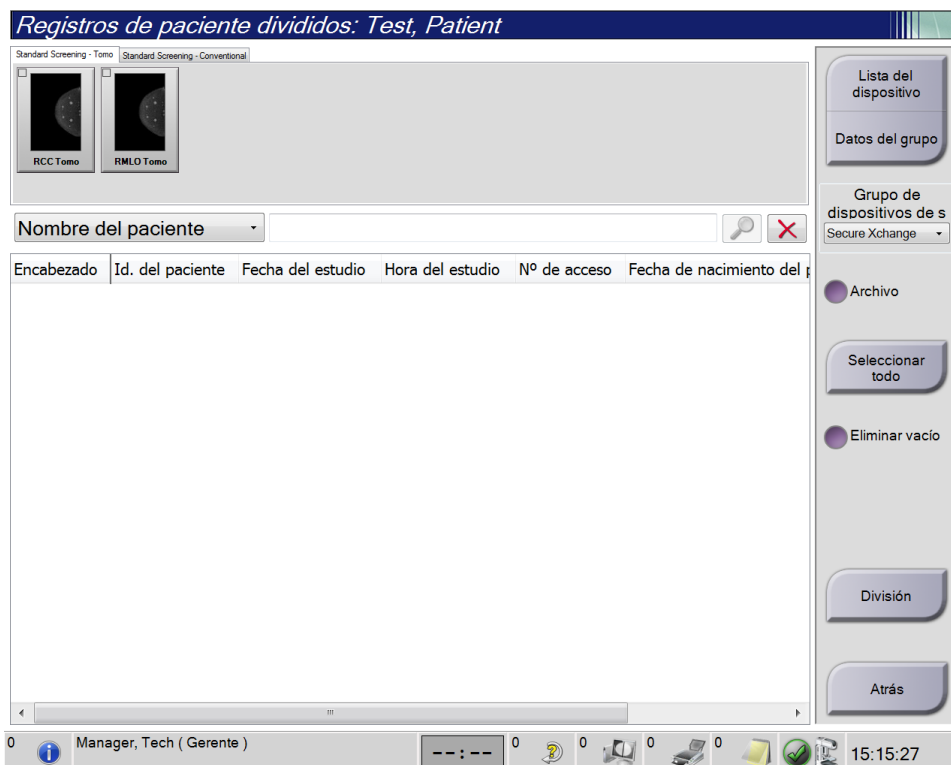 Registros de paciente divididos: Test, Patient
Standard Screening - Tomo
Standard Screening - Conventional
RCC Tomo
RMLO Tomo
Nombre del paciente
Encabezado Id. del paciente Fecha del estudio Hora del estudio Nº de acceso Fecha de nacimiento del p
Lista del
dispositivo
Datos del grupo
Grupo de
dispositivos de s
Secure Xchange
Archivo
Seleccionar
todo
Eliminar vacío
División
Atrás
0 Manager, Tech ( Gerente ) --:-- 0 0 0 0 15:15:27